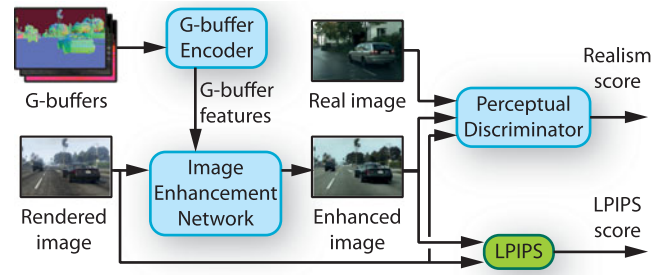 G-buffer
Encoder
G-buffers
G-buffer
features
Real image
Perceptual
Discriminator
Realism
score
Rendered
image
Image
Enhancement
Network
Enhanced
image
LPIPS
LPIPS
score